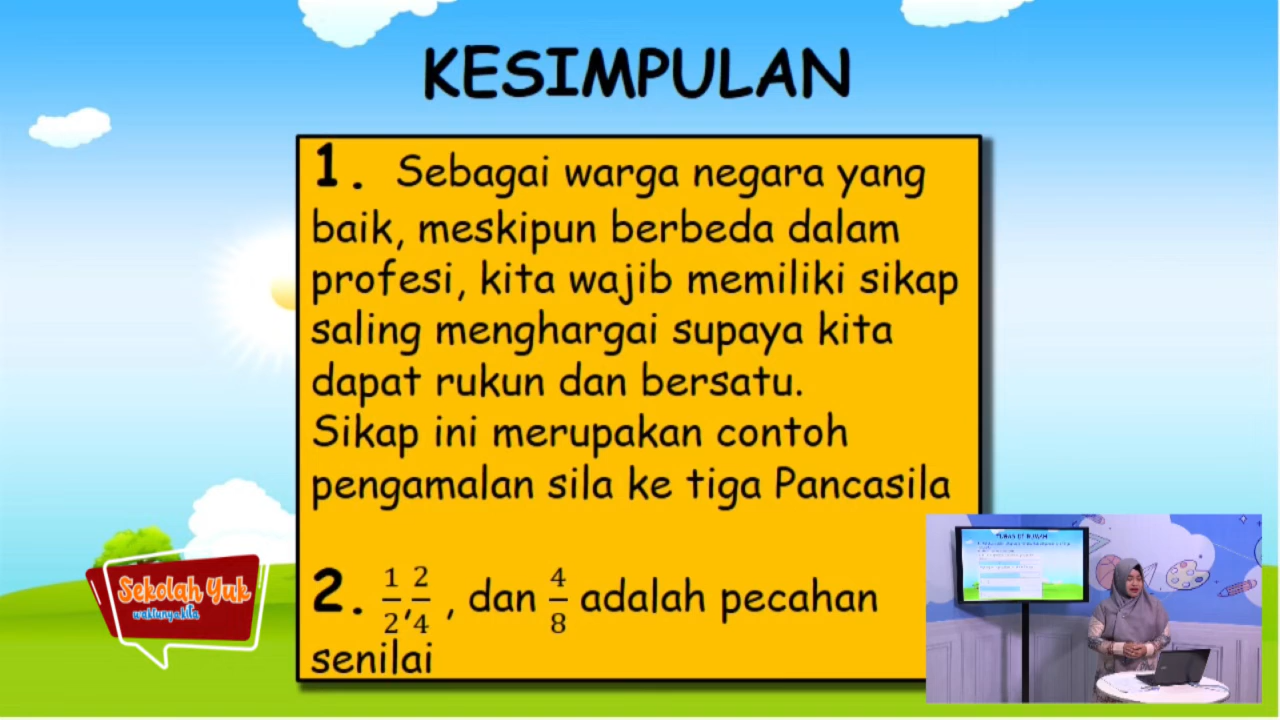 KESIMPULAN
1. Sebagai warga negara yang
baik, meskipun berbeda dalam
profesi, kita wajib memiliki sikap
saling menghargai supaya kita
dapat rukun dan bersatu.
Sikap ini merupakan contoh
pengamalan sila ke tiga Pancasila
2. 1/2, 2/4 , dan 4/8 adalah pecahan
senilai
Sekolah Yuk
waktunya kita